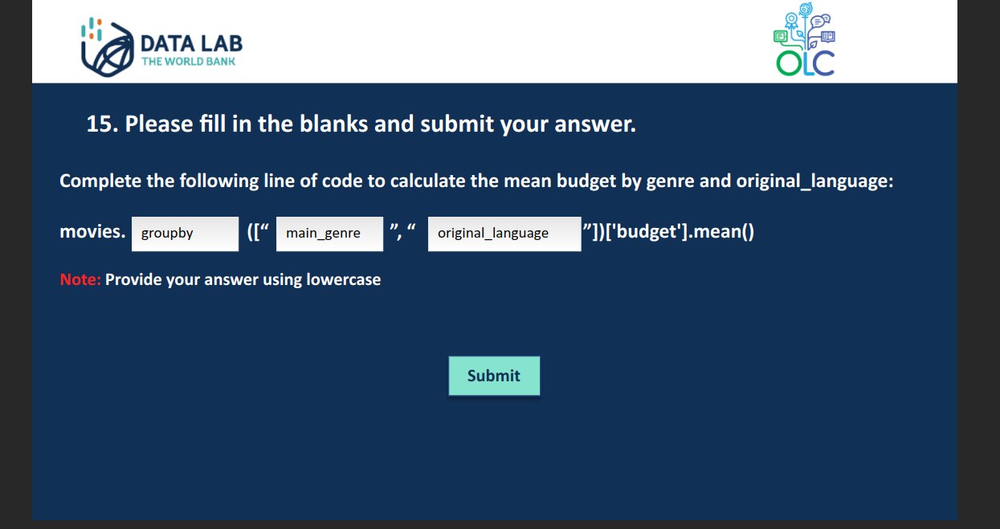 DATA LAB
THE WORLD BANK
OLC
15. Please fill in the blanks and submit your answer.
Complete the following line of code to calculate the mean budget by genre and original_language:
movies. groupby ([“ main_genre ”, “ original_language ”])['budget'].mean()
Note: Provide your answer using lowercase
Submit